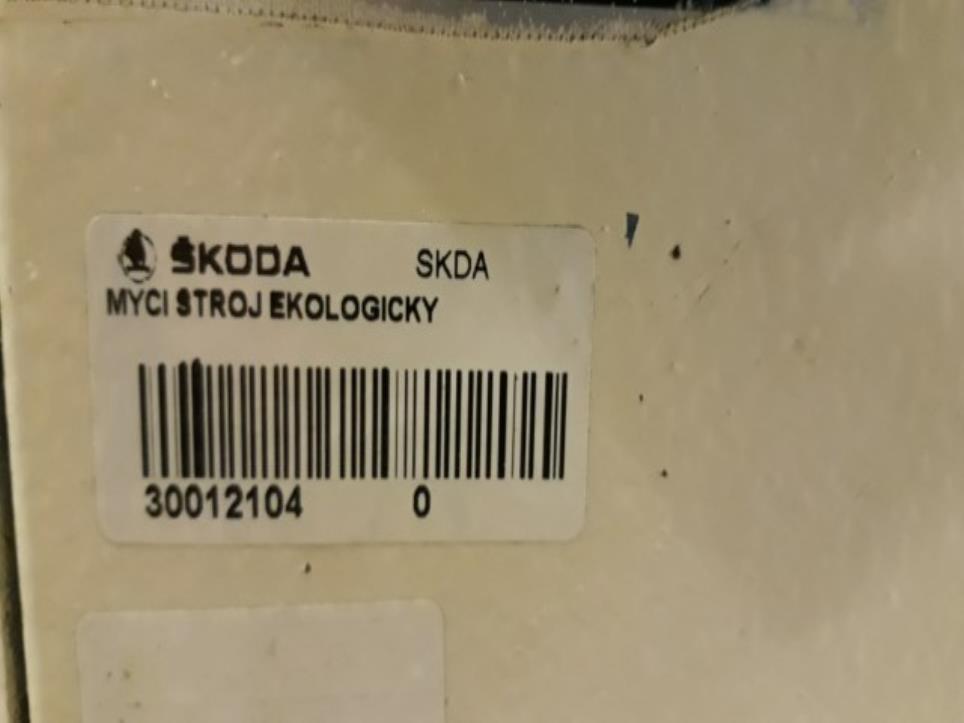 ŠKODA SKDA
MYCI STROJ EKOLOGICKY
30012104 0